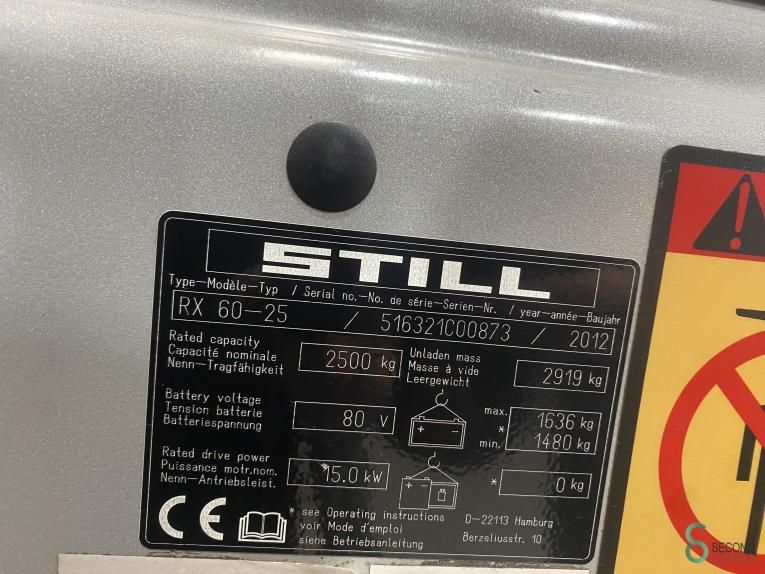 STILL
Type-Modèle-Typ / Serial no.-No. de série-Serien-Nr. / year-année-Baujahr
RX 60-25 / 516321C00873 / 2012
Rated capacity
Capacité nominale
Nenn-Tragfähigkeit
2500 kg
Unladen mass
Masse à vide
Leergewicht
2919 kg
Battery voltage
Tension batterie
Batteriespannung
80 V
+ -
max.
*
min.
1636 kg
1480 kg
Rated drive power
Puissance motr.nom.
Nenn-Antriebsleist.
15.0 kW
+ -
* 0 kg
CE
* see Operating instructions
voir Mode d'emploi
siene Betriebsanleitung
D-22113 Hamburg
Berzeliusstr. 10
SECOND